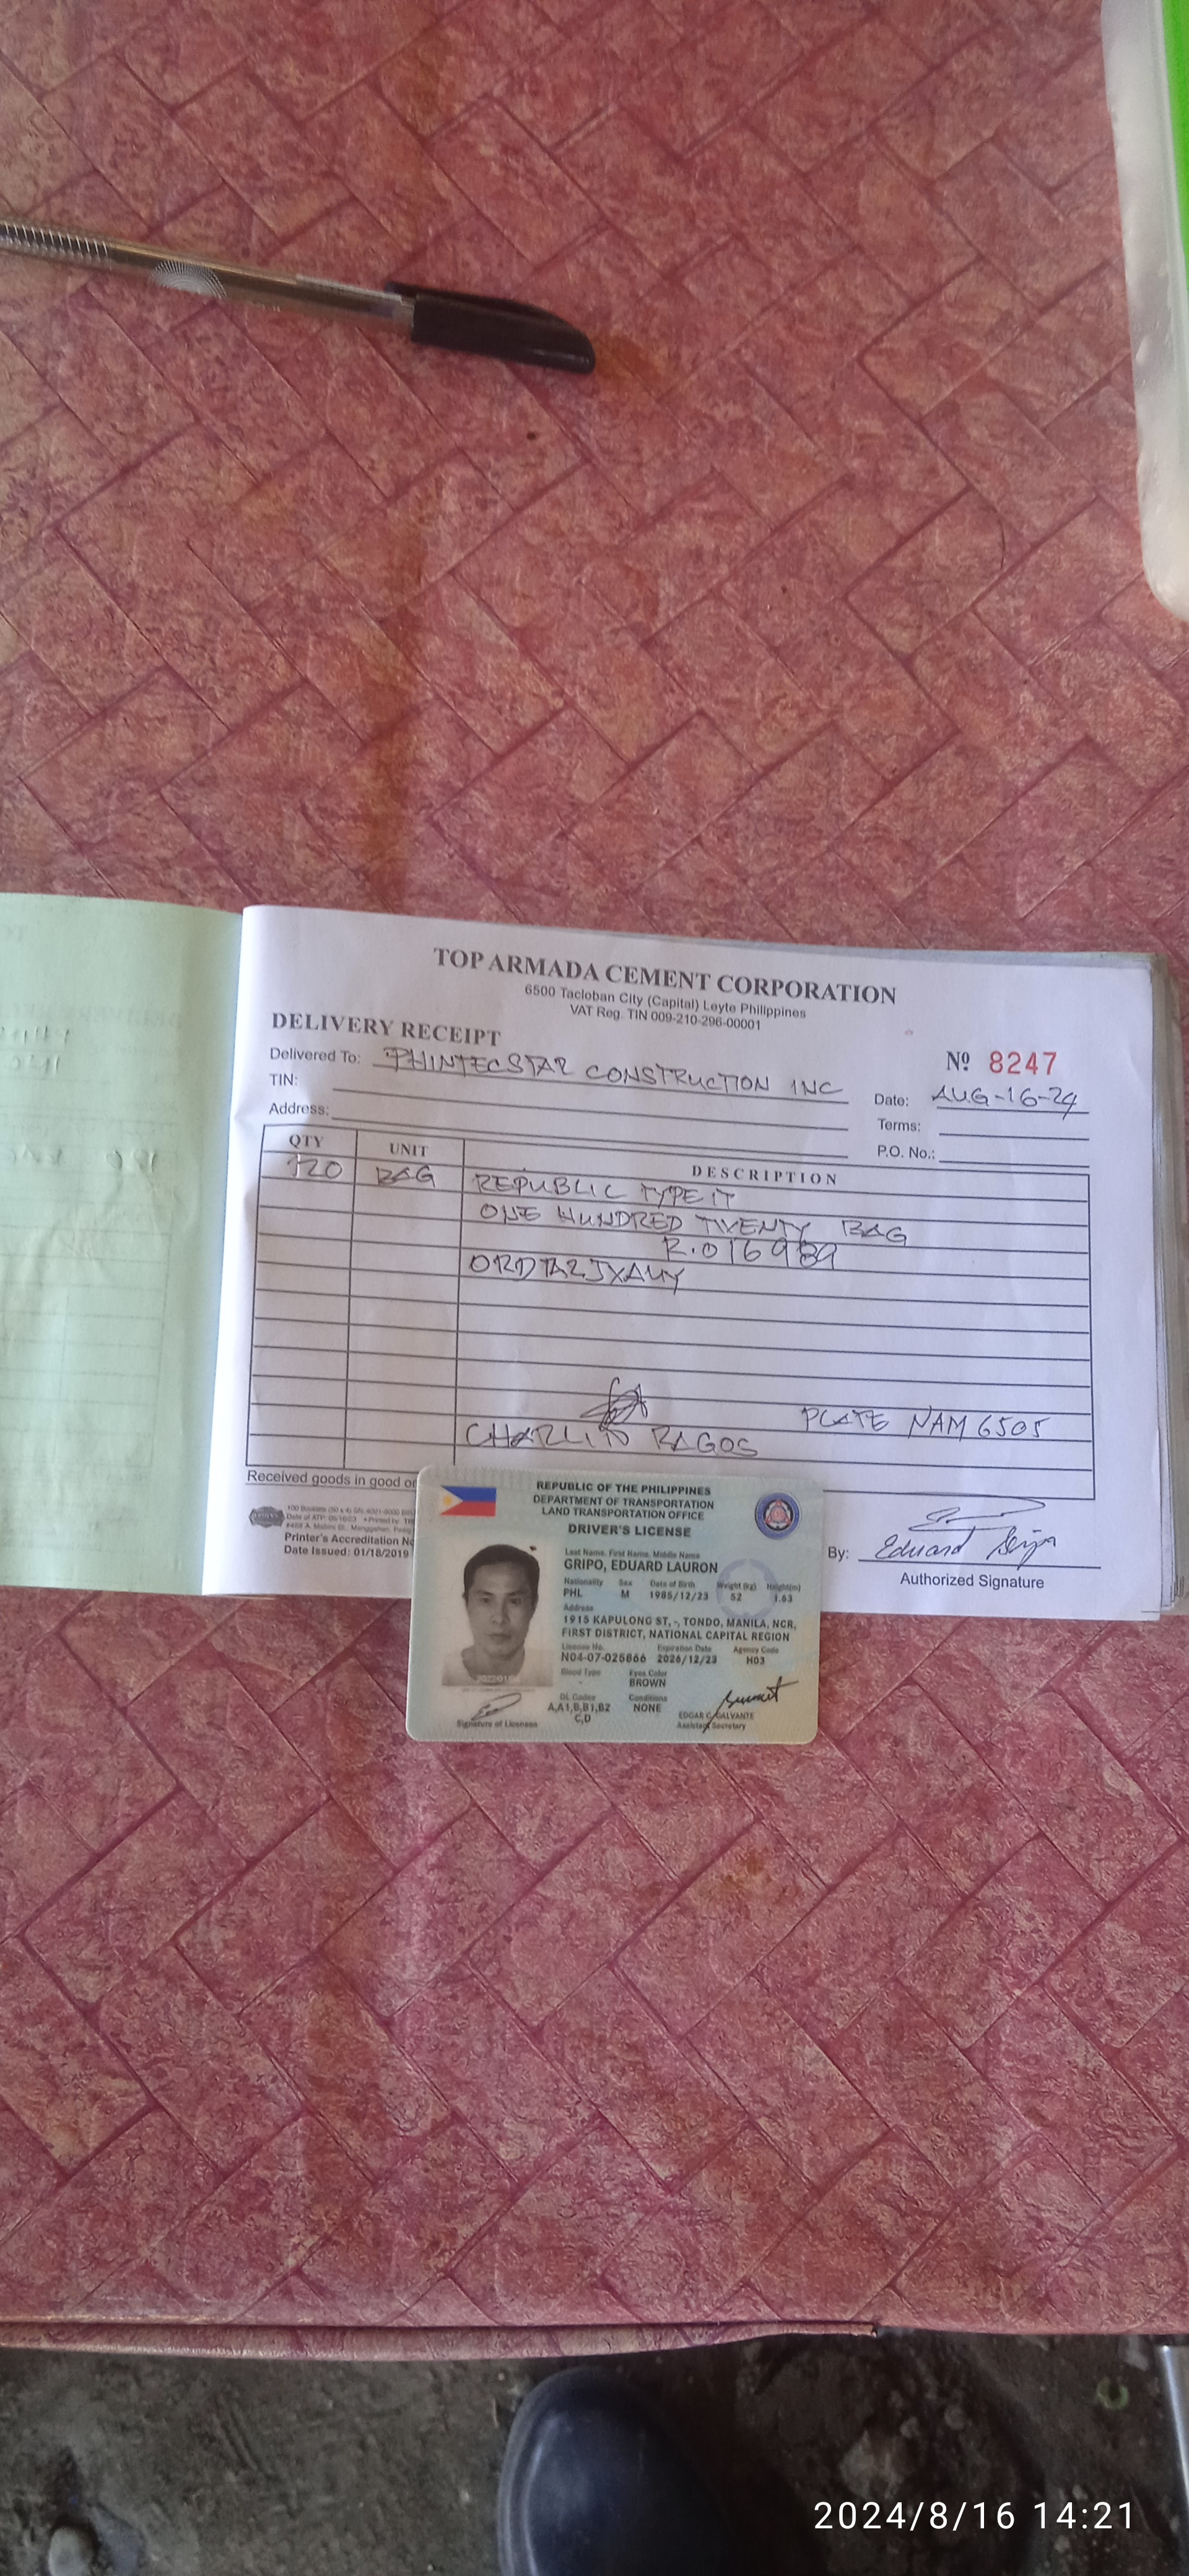 TOP ARMADA CEMENT CORPORATION
6500 Tacloban City (Capital) Leyte Philippines
VAT Reg. TIN 009-210-296-00001
DELIVERY RECEIPT
Nº 8247
Delivered To: PHINTECSTAR CONSTRUCTION INC
Date: AUG-16-24
TIN:
Terms:
Address:
P.O. No.:
QTY UNIT DESCRIPTION
120 BAG REPUBLIC TYPE 1T
ONE HUNDRED TWENTY BAG
R.016989
PLATE NAM 6505
CHARLITO RAGOS
Received goods in good
Printer's Accreditation
Date Issued: 01/18/2019
By: Eduard
Authorized Signature
REPUBLIC OF THE PHILIPPINES
DEPARTMENT OF TRANSPORTATION
LAND TRANSPORTATION OFFICE
DRIVER'S LICENSE
Last Name, First Name, Middle Name
GRIPO, EDUARD LAURON
Nationality Sex Date of Birth Weight (kg) Height(m)
PHL M 1985/12/23 52 1.63
Address
1915 KAPULONG ST,-, TONDO, MANILA, NCR,
FIRST DISTRICT, NATIONAL CAPITAL REGION
License No. Expiration Date Agency Code
N04-07-025866 2026/12/23 H03
Blood Type Eyes Color
BROWN
DL Codes Conditions
A,A1,B,B1,B2 NONE
C,D
EDGAR C. GALVANTE
Assistant Secretary
Signature of Licensee
2024/8/16 14:21